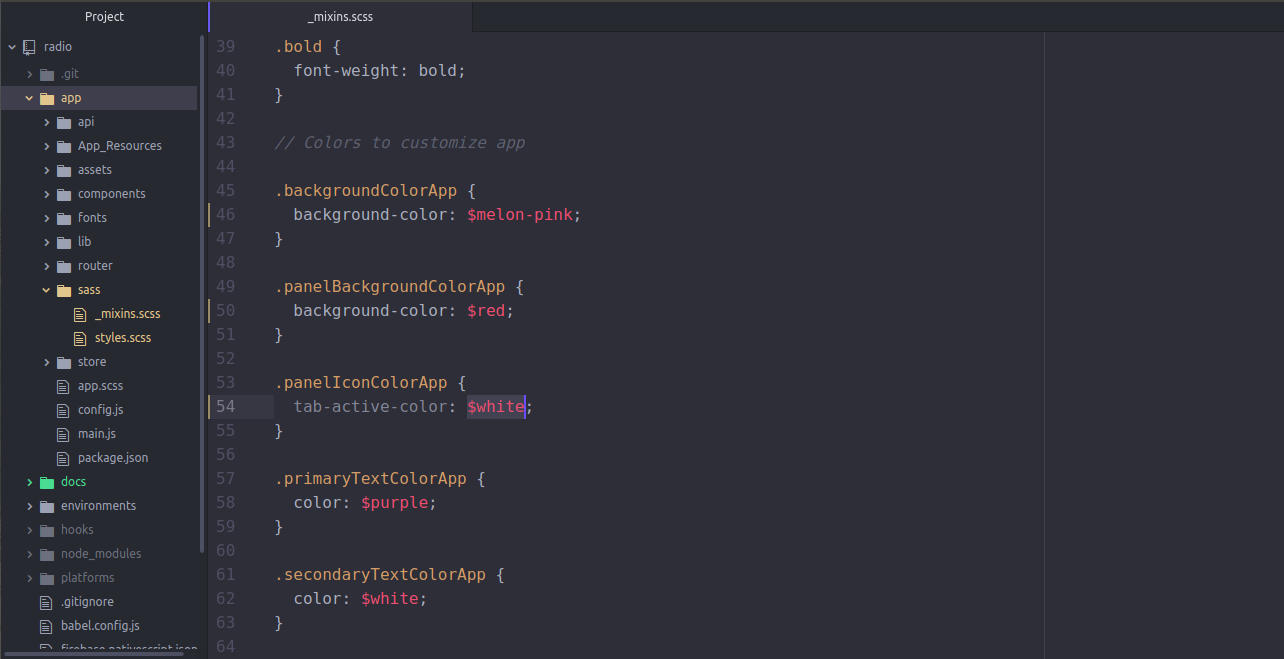 Project
radio
.git
app
api
App_Resources
assets
components
fonts
lib
router
sass
_mixins.scss
styles.scss
store
app.scss
config.js
main.js
package.json
docs
environments
hooks
node_modules
platforms
.gitignore
babel.config.js
firebase.nativescript.json
_mixins.scss
39 .bold {
40 font-weight: bold;
41 }
42
43 // Colors to customize app
44
45 .backgroundColorApp {
46 background-color: $melon-pink;
47 }
48
49 .panelBackgroundColorApp {
50 background-color: $red;
51 }
52
53 .panelIconColorApp {
54 tab-active-color: $white;
55 }
56
57 .primaryTextColorApp {
58 color: $purple;
59 }
60
61 .secondaryTextColorApp {
62 color: $white;
63 }
64